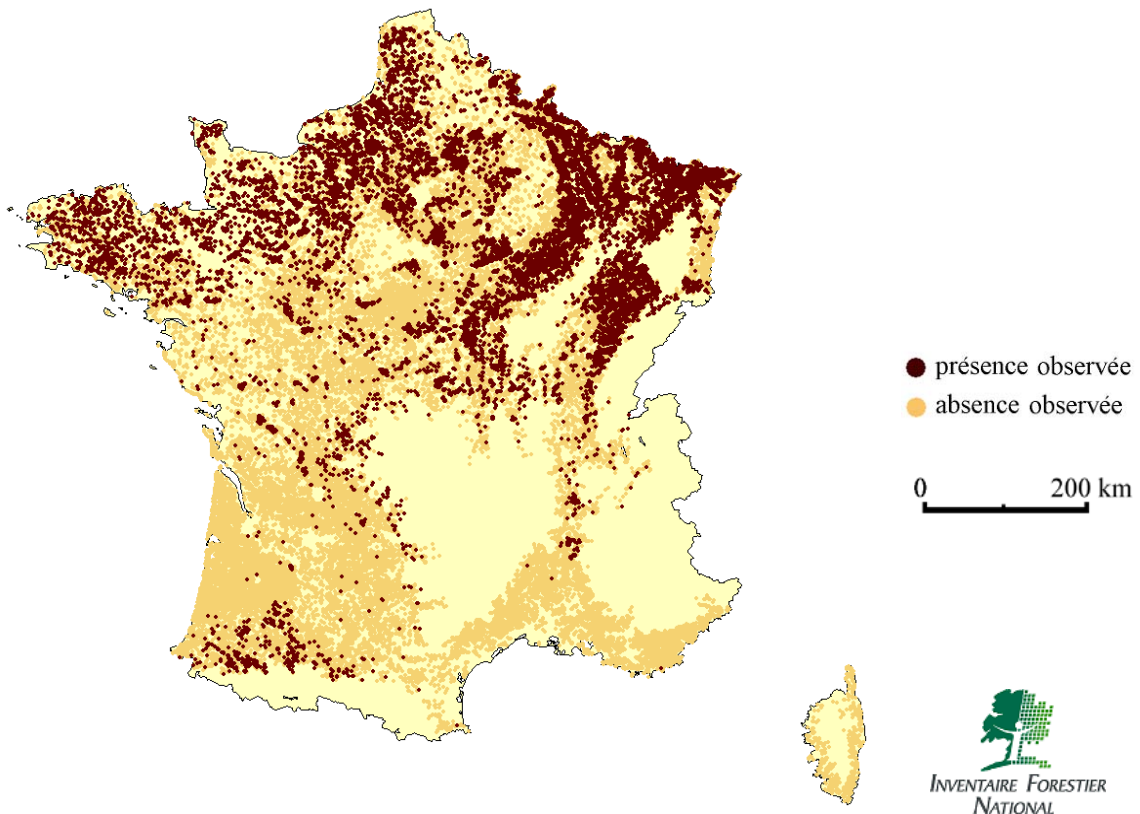 présence observée
absence observée
0 200 km
INVENTAIRE FORESTIER
NATIONAL